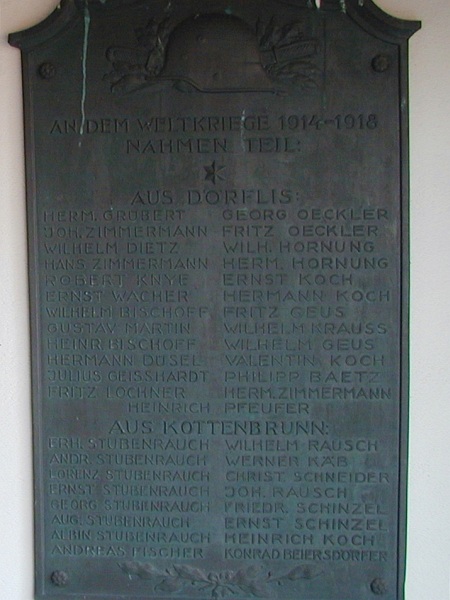 AN DEM WELTKRIEGE 1914-1918
NAHMEN TEIL:
AUS DÖRFLIS:
HERM. GRUBERT GEORG OECKLER
JOH. ZIMMERMANN FRITZ OECKLER
WILHELM DIETZ WILH. HORNUNG
HANS ZIMMERMANN HERM. HORNUNG
ROBERT KNYE ERNST KOCH
ERNST WACHER HERMANN KOCH
WILHELM BISCHOFF FRITZ GEUS
GUSTAV MARTIN WILHELM KRAUSS
HEINR. BISCHOFF WILHELM GEUS
HERMANN DÜSEL VALENTIN KOCH
JULIUS GEISSHARDT PHILIPP BAETZ
FRITZ LOCHNER HERM. ZIMMERMANN
HEINRICH PFEUFER
AUS KOTTENBRUNN:
ERH. STUBENRAUCH WILHELM RAUSCH
ANDR. STUBENRAUCH WERNER KÄB
LORENZ STUBENRAUCH CHRIST SCHNEIDER
ERNST STUBENRAUCH JOH. RAUSCH
GEORG STUBENRAUCH FRIEDR. SCHINZEL
AUG. STUBENRAUCH ERNST SCHINZEL
ALBIN STUBENRAUCH HEINRICH KOCH
ANDREAS FISCHER KONRAD BEIERSDORFER